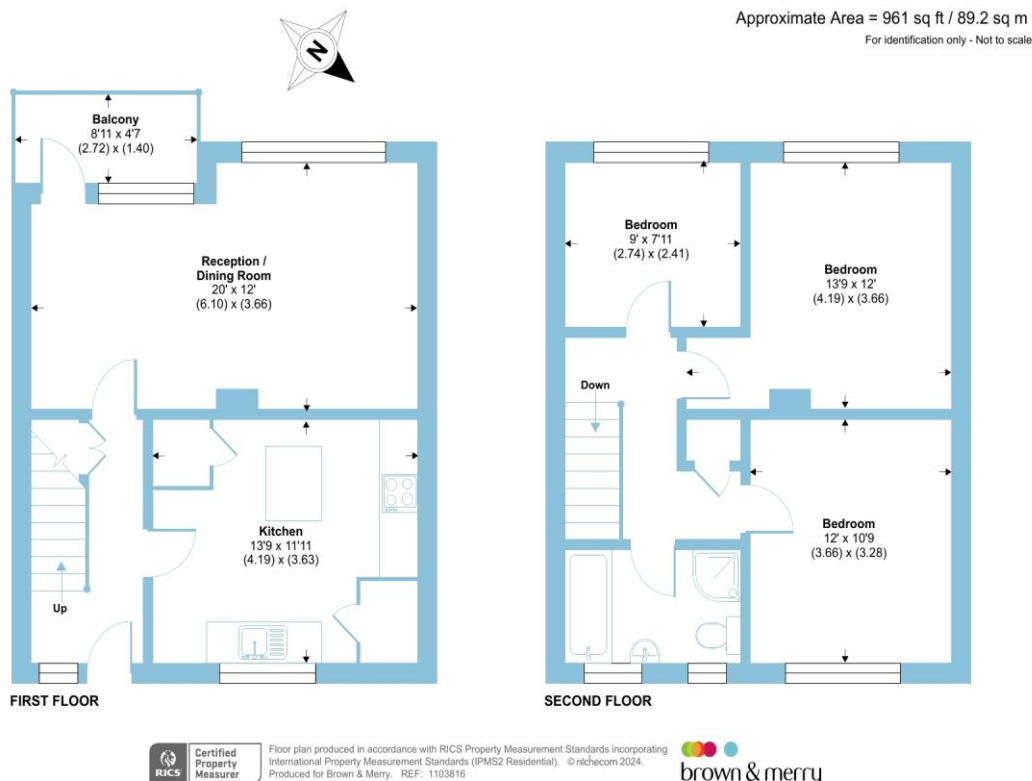 Approximate Area = 961 sq ft / 89.2 sq m
For identification only - Not to scale
N
Balcony
8'11 x 4'7
(2.72) x (1.40)
Reception /
Dining Room
20' x 12'
(6.10) x (3.66)
Kitchen
13'9 x 11'11
(4.19) x (3.63)
Up
FIRST FLOOR
Bedroom
9' x 7'11
(2.74) x (2.41)
Bedroom
13'9 x 12'
(4.19) x (3.66)
Down
Bedroom
12' x 10'9
(3.66) x (3.28)
SECOND FLOOR
RICS
Certified
Property
Measurer
Floor plan produced in accordance with RICS Property Measurement Standards incorporating
International Property Measurement Standards (IPMS2 Residential). © nichecom 2024.
Produced for Brown & Merry. REF: 1103816
brown & merry